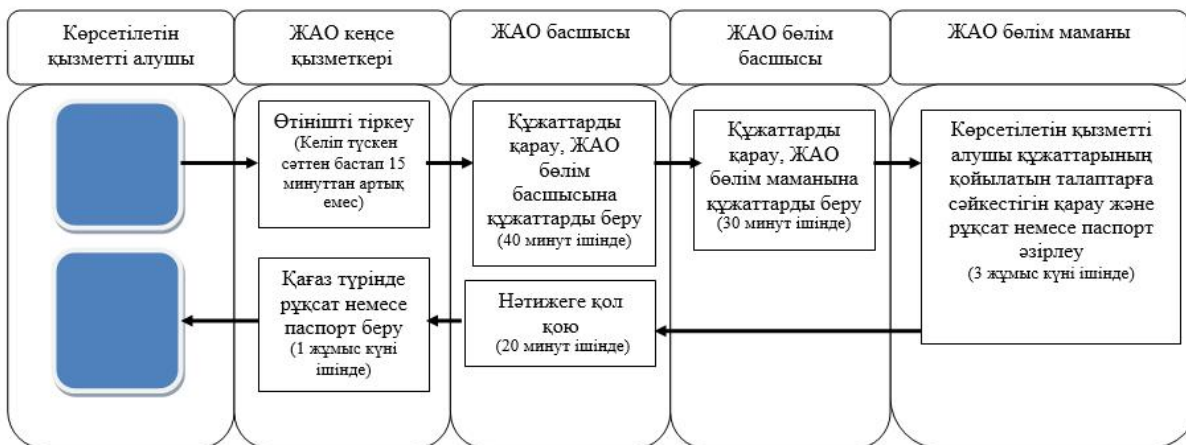 Көрсетілетін
қызметті алушы
ЖАО кеңсе
қызметкері
ЖАО басшысы
ЖАО бөлім
басшысы
ЖАО бөлім маманы
Өтінішті тіркеу
(Келіп түскен
сәттен бастап 15
минуттан артық
емес)
Құжаттарды
қарау, ЖАО
бөлім
басшысына
құжаттарды беру
(40 минут ішінде)
Құжаттарды
қарау, ЖАО
бөлім маманына
құжаттарды беру
(30 минут ішінде)
Көрсетілетін қызметті
алушы құжаттарының
қойылатын талаптарға
сәйкестігін қарау және
рұқсат немесе паспорт
әзірлеу
(3 жұмыс күні ішінде)
Қағаз түрінде
рұқсат немесе
паспорт беру
(1 жұмыс күні
ішінде)
Нәтижеге қол
қою
(20 минут ішінде)